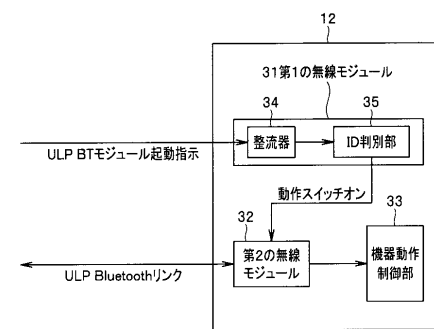 12
31第1の無線モジュール
34
35
整流器
ID判別部
ULP BTモジュール起動指示
動作スイッチオン
32
33
第2の無線
モジュール
機器動作
制御部
ULP Bluetoothリンク